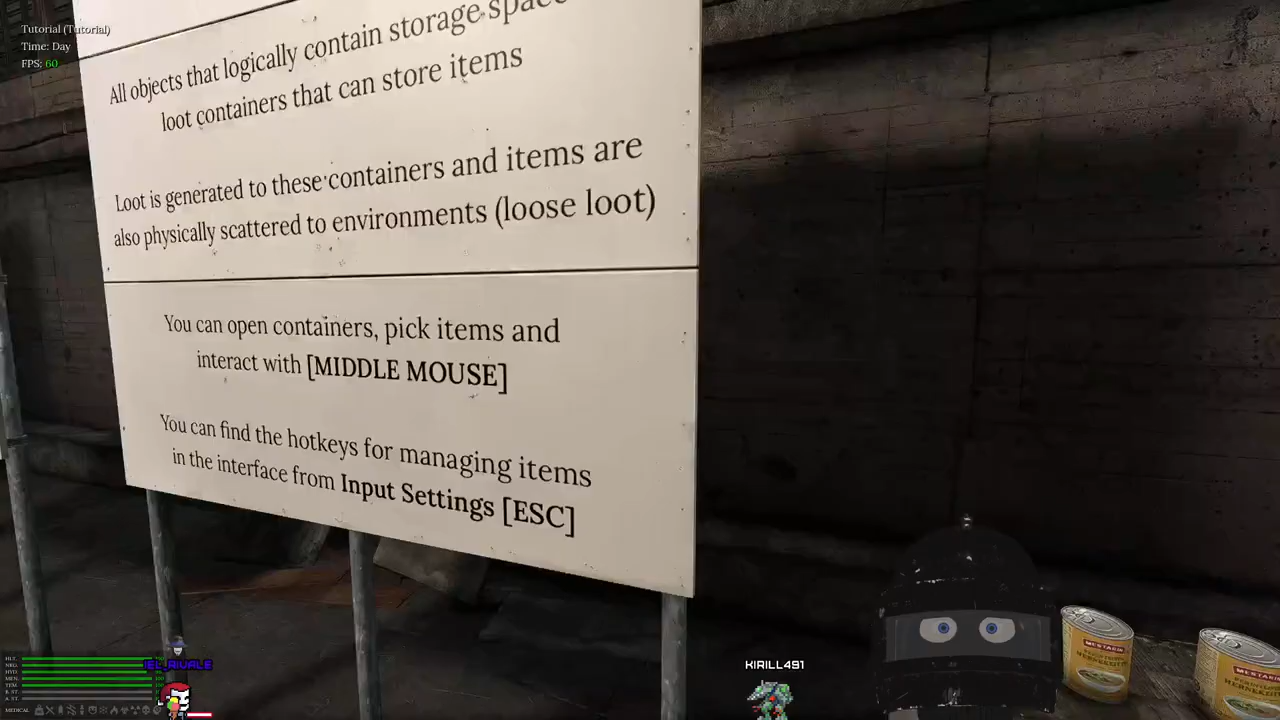 Tutorial (Tutorial)
Time: Day
FPS: 60
All objects that logically contain storage space
loot containers that can store items
Loot is generated to these containers and items are
also physically scattered to environments (loose loot)
You can open containers, pick items and
interact with [MIDDLE MOUSE]
You can find the hotkeys for managing items
in the interface from Input Settings [ESC]
IEL RIVALE
KIRILL491
MEDICAL